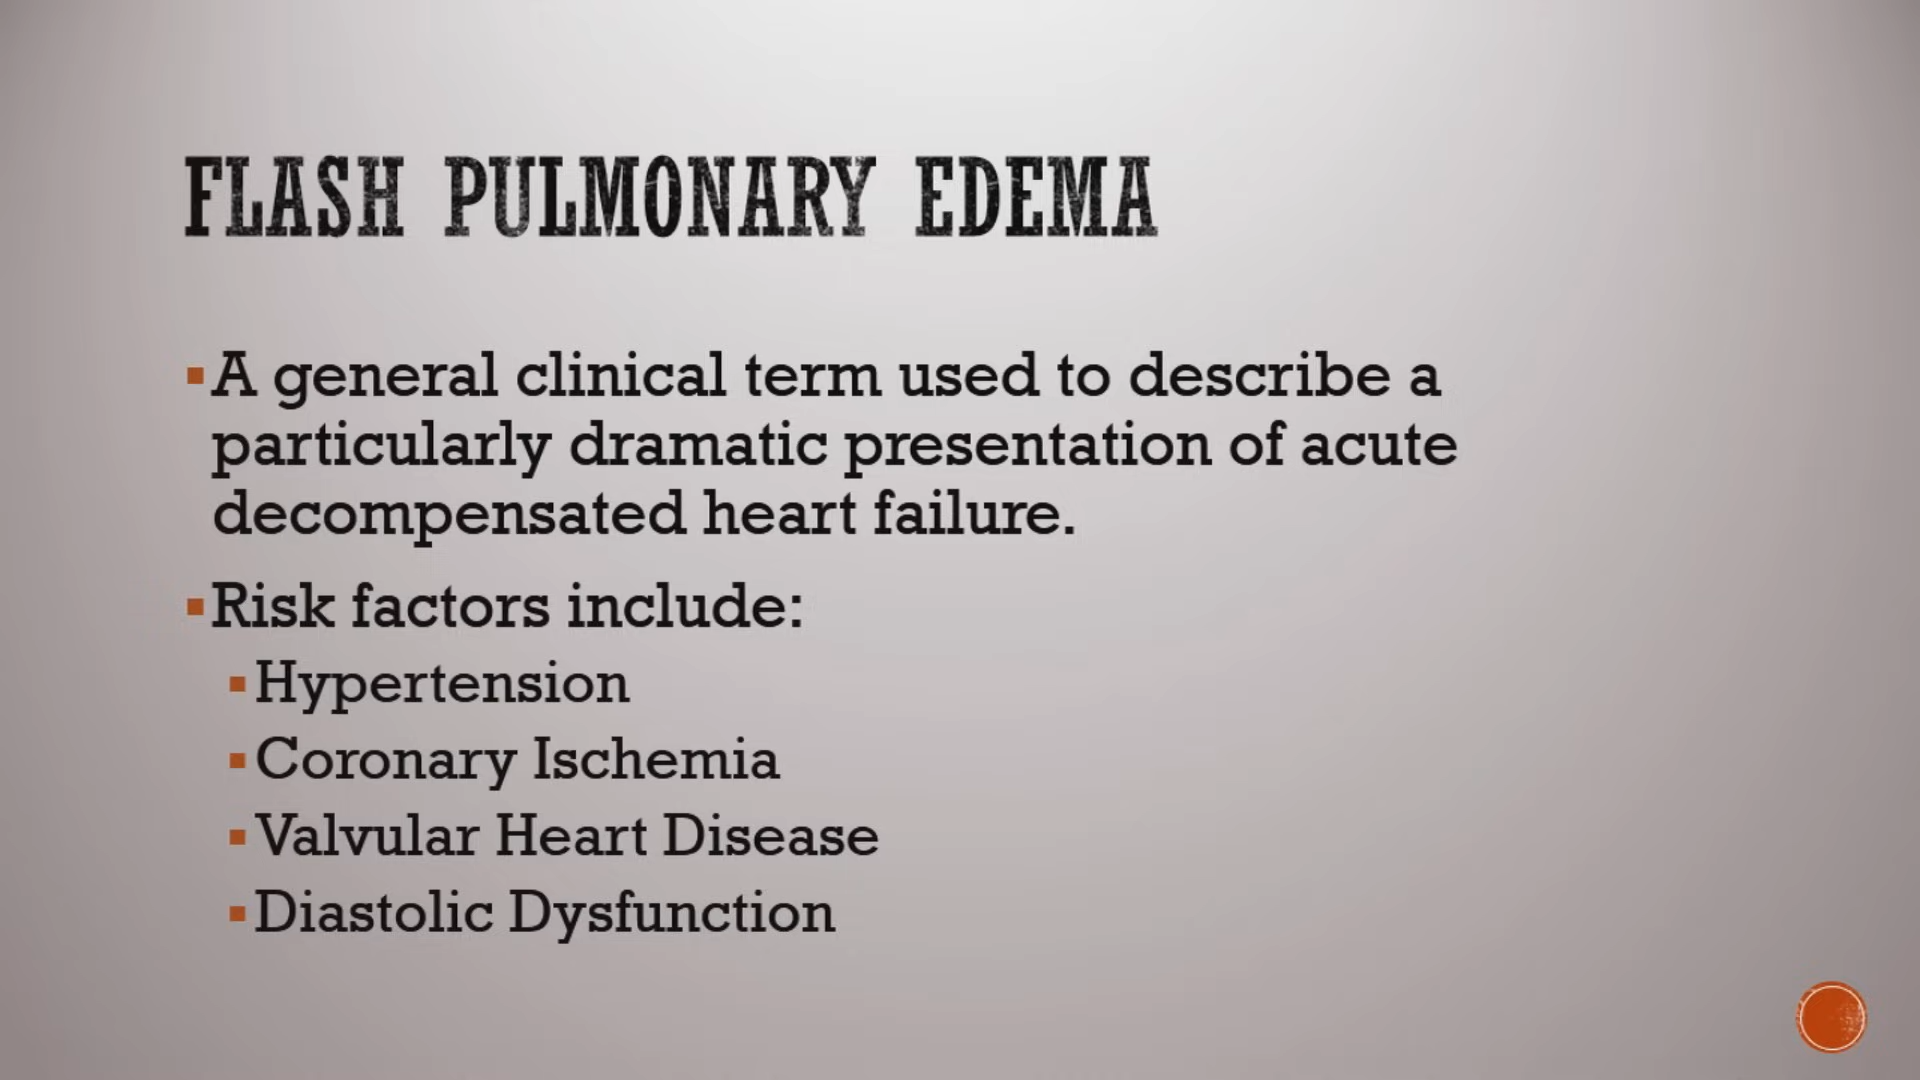 FLASH PULMONARY EDEMA
A general clinical term used to describe a
particularly dramatic presentation of acute
decompensated heart failure.
Risk factors include:
Hypertension
Coronary Ischemia
Valvular Heart Disease
Diastolic Dysfunction